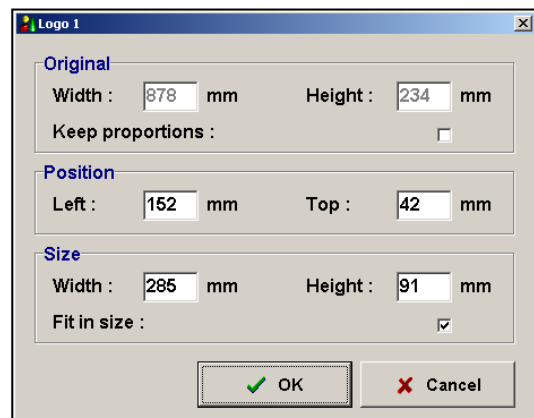 Logo 1
Original
Width : 878 mm Height : 234 mm
Keep proportions :
Position
Left : 152 mm Top : 42 mm
Size
Width : 285 mm Height : 91 mm
Fit in size :
OK Cancel